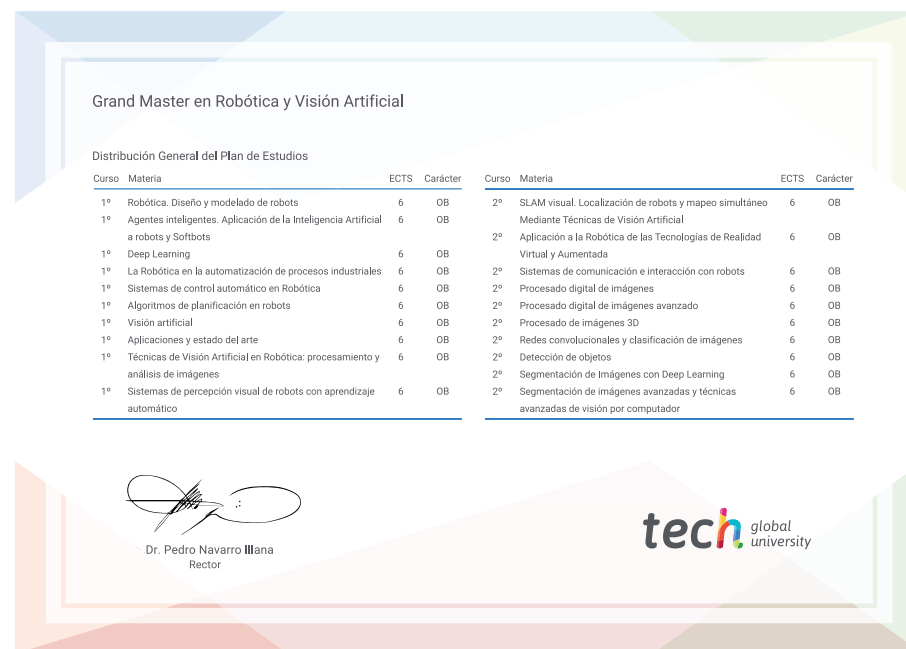 Grand Master en Robótica y Visión Artificial
Distribución General del Plan de Estudios
Curso Materia ECTS Carácter
1º Robótica. Diseño y modelado de robots 6 OB
1º Agentes inteligentes. Aplicación de la Inteligencia Artificial 6 OB
a robots y Softbots
1º Deep Learning 6 OB
1º La Robótica en la automatización de procesos industriales 6 OB
1º Sistemas de control automático en Robótica 6 OB
1º Algoritmos de planificación en robots 6 OB
1º Visión artificial 6 OB
1º Aplicaciones y estado del arte 6 OB
1º Técnicas de Visión Artificial en Robótica: procesamiento y 6 OB
análisis de imágenes
1º Sistemas de percepción visual de robots con aprendizaje 6 OB
automático
Curso Materia ECTS Carácter
2º SLAM visual. Localización de robots y mapeo simultáneo 6 OB
Mediante Técnicas de Visión Artificial
2º Aplicación a la Robótica de las Tecnologías de Realidad 6 OB
Virtual y Aumentada
2º Sistemas de comunicación e interacción con robots 6 OB
2º Procesado digital de imágenes 6 OB
2º Procesado digital de imágenes avanzado 6 OB
2º Procesado de imágenes 3D 6 OB
2º Redes convolucionales y clasificación de imágenes 6 OB
2º Detección de objetos 6 OB
2º Segmentación de Imágenes con Deep Learning 6 OB
2º Segmentación de imágenes avanzadas y técnicas 6 OB
avanzadas de visión por computador
Dr. Pedro Navarro Illana
Rector
tech global
university